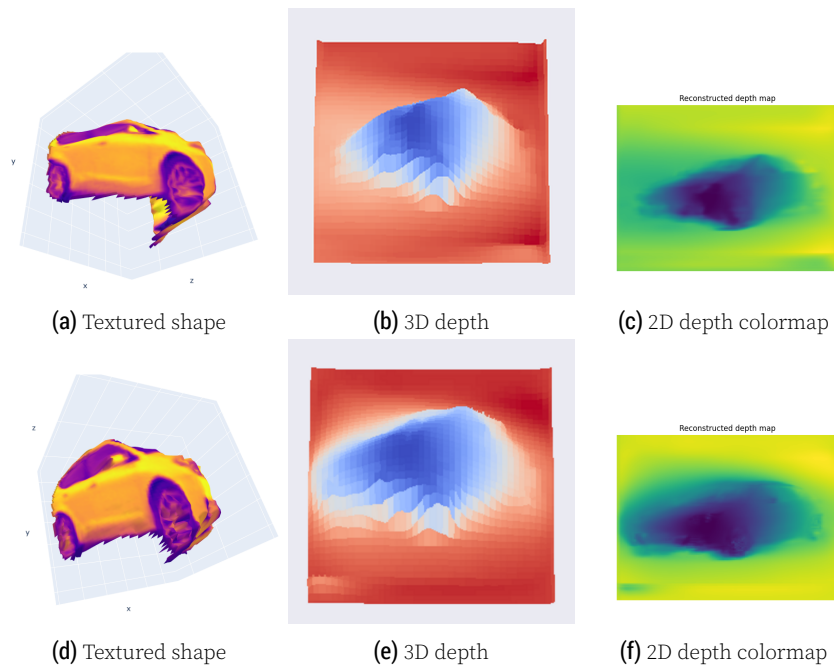 Reconstructed depth map
y
x
z
(a) Textured shape
(b) 3D depth
(c) 2D depth colormap
Reconstructed depth map
z
y
x
(d) Textured shape
(e) 3D depth
(f) 2D depth colormap